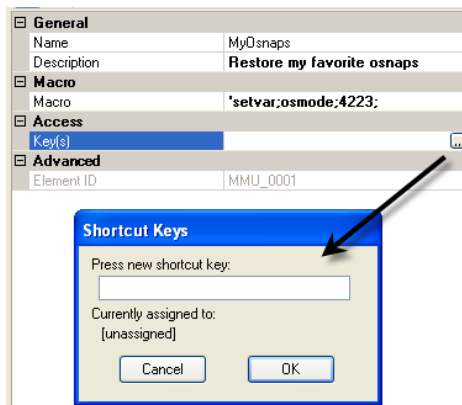 General
Name MyOsnaps
Description Restore my favorite osnaps
Macro
Macro 'setvar;osmode;4223;
Access
Key(s) ...
Advanced
Element ID MMU_0001
Shortcut Keys
Press new shortcut key:
Currently assigned to:
[unassigned]
Cancel OK